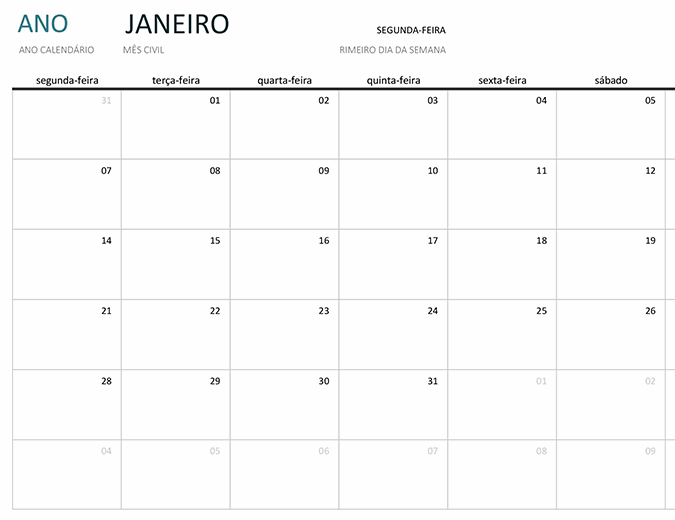 ANO JANEIRO SEGUNDA-FEIRA
ANO CALENDÁRIO MÊS CIVIL RIMEIRO DIA DA SEMANA
segunda-feira terça-feira quarta-feira quinta-feira sexta-feira sábado
31 01 02 03 04 05
07 08 09 10 11 12
14 15 16 17 18 19
21 22 23 24 25 26
28 29 30 31 01 02
04 05 06 07 08 09